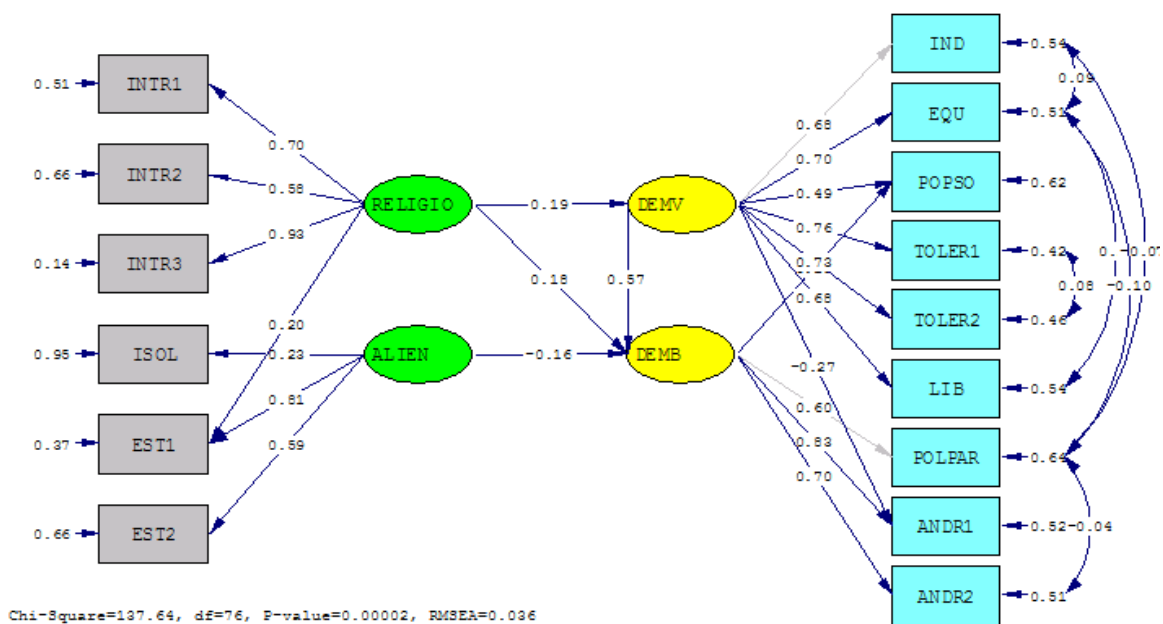 IND
0.54
0.09
0.51
INTR1
EQU
0.51
0.68
0.70
0.70
0.66
INTR2
POPSO
0.62
0.58
0.49
RELIGIO
0.19
DEMV
0.93
0.76
TOLER1
0.42
-0.07
0.14
INTR3
0.73
0.18
0.57
0.08
-0.10
0.68
TOLER2
0.46
0.20
0.95
ISOL
0.23
ALIEN
-0.16
DEMB
-0.27
LIB
0.54
0.81
0.60
0.37
EST1
0.59
0.83
POLPAR
0.64
0.70
0.66
EST2
ANDR1
0.52
-0.04
ANDR2
0.51
Chi-Square=137.64, df=76, P-value=0.00002, RMSEA=0.036